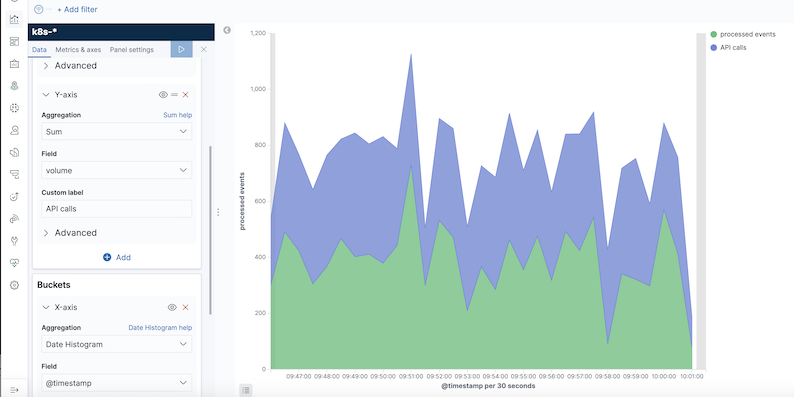 + Add filter
k8s-*
Data Metrics & axes Panel settings
Advanced
Y-axis
Aggregation Sum help
Sum
Field
volume
Custom label
API calls
Advanced
Add
Buckets
X-axis
Aggregation Date Histogram help
Date Histogram
Field
@timestamp
1,200
1,000
800
600
400
200
0
processed events
09:47:00 09:48:00 09:49:00 09:50:00 09:51:00 09:52:00 09:53:00 09:54:00 09:55:00 09:56:00 09:57:00 09:58:00 09:59:00 10:00:00 10:01:00
@timestamp per 30 seconds
processed events
API calls